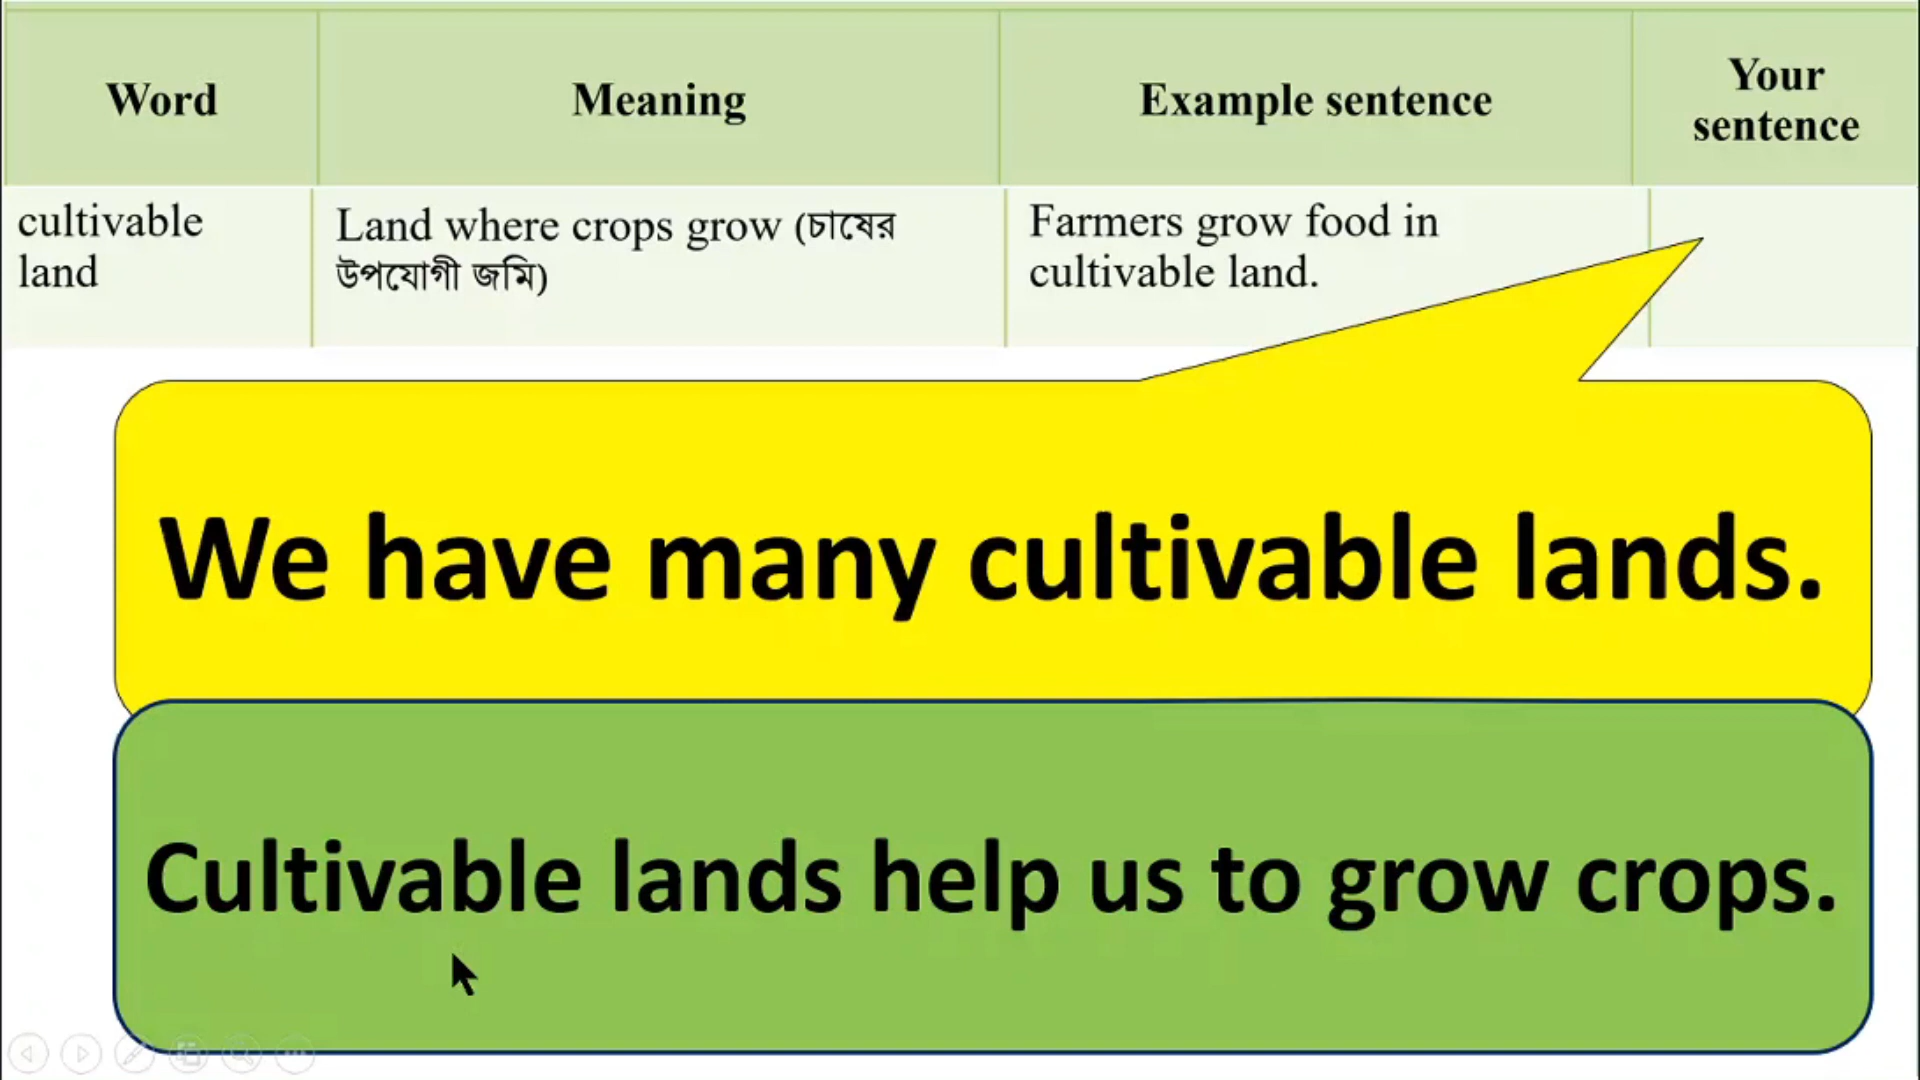 Word
Meaning
Example sentence
Your
sentence
cultivable
land
Land where crops grow (চাষের
উপযোগী জমি)
Farmers grow food in
cultivable land.
We have many cultivable lands.
Cultivable lands help us to grow crops.